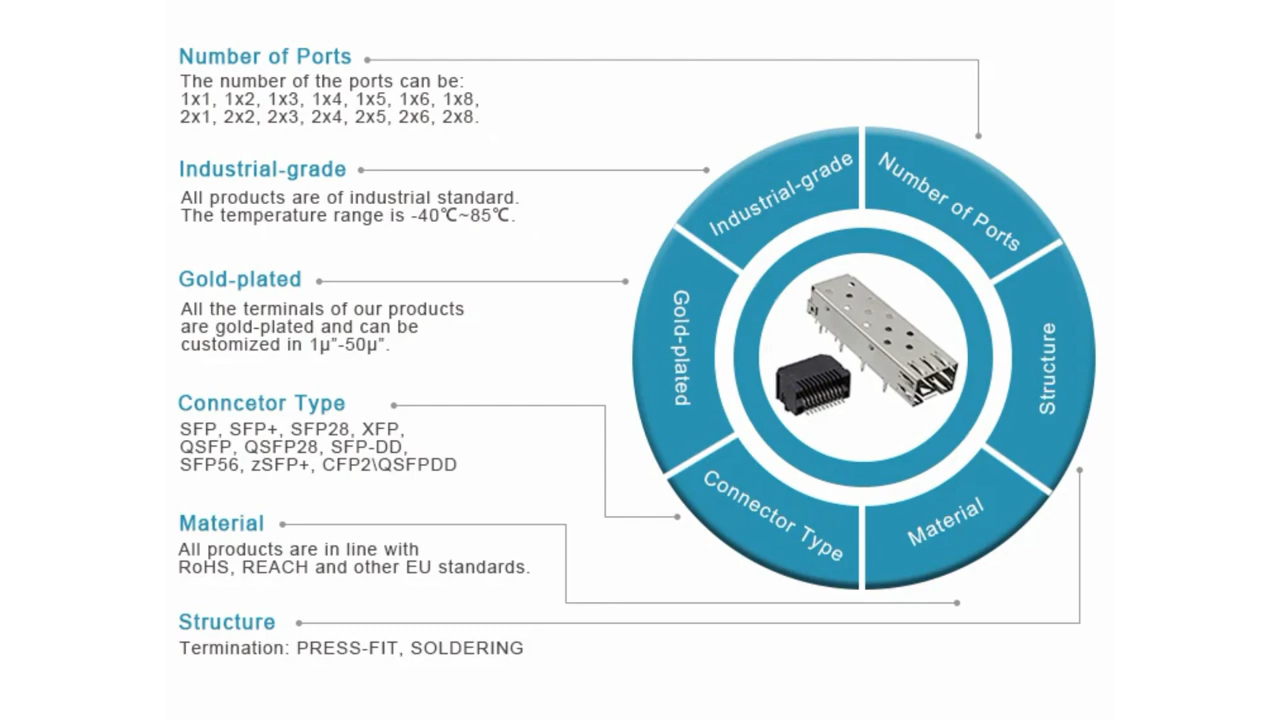 Number of Ports
The number of the ports can be:
1x1, 1x2, 1x3, 1x4, 1x5, 1x6, 1x8,
2x1, 2x2, 2x3, 2x4, 2x5, 2x6, 2x8.
Industrial-grade
All products are of industrial standard.
The temperature range is -40℃~85℃.
Gold-plated
All the terminals of our products
are gold-plated and can be
customized in 1µ”-50µ”.
Conncetor Type
SFP, SFP+, SFP28, XFP,
QSFP, QSFP28, SFP-DD,
SFP56, zSFP+, CFP2\QSFPDD
Material
All products are in line with
RoHS, REACH and other EU standards.
Structure
Termination: PRESS-FIT, SOLDERING
Industrial-grade
Number of Ports
Gold-plated
Structure
Connector Type
Material